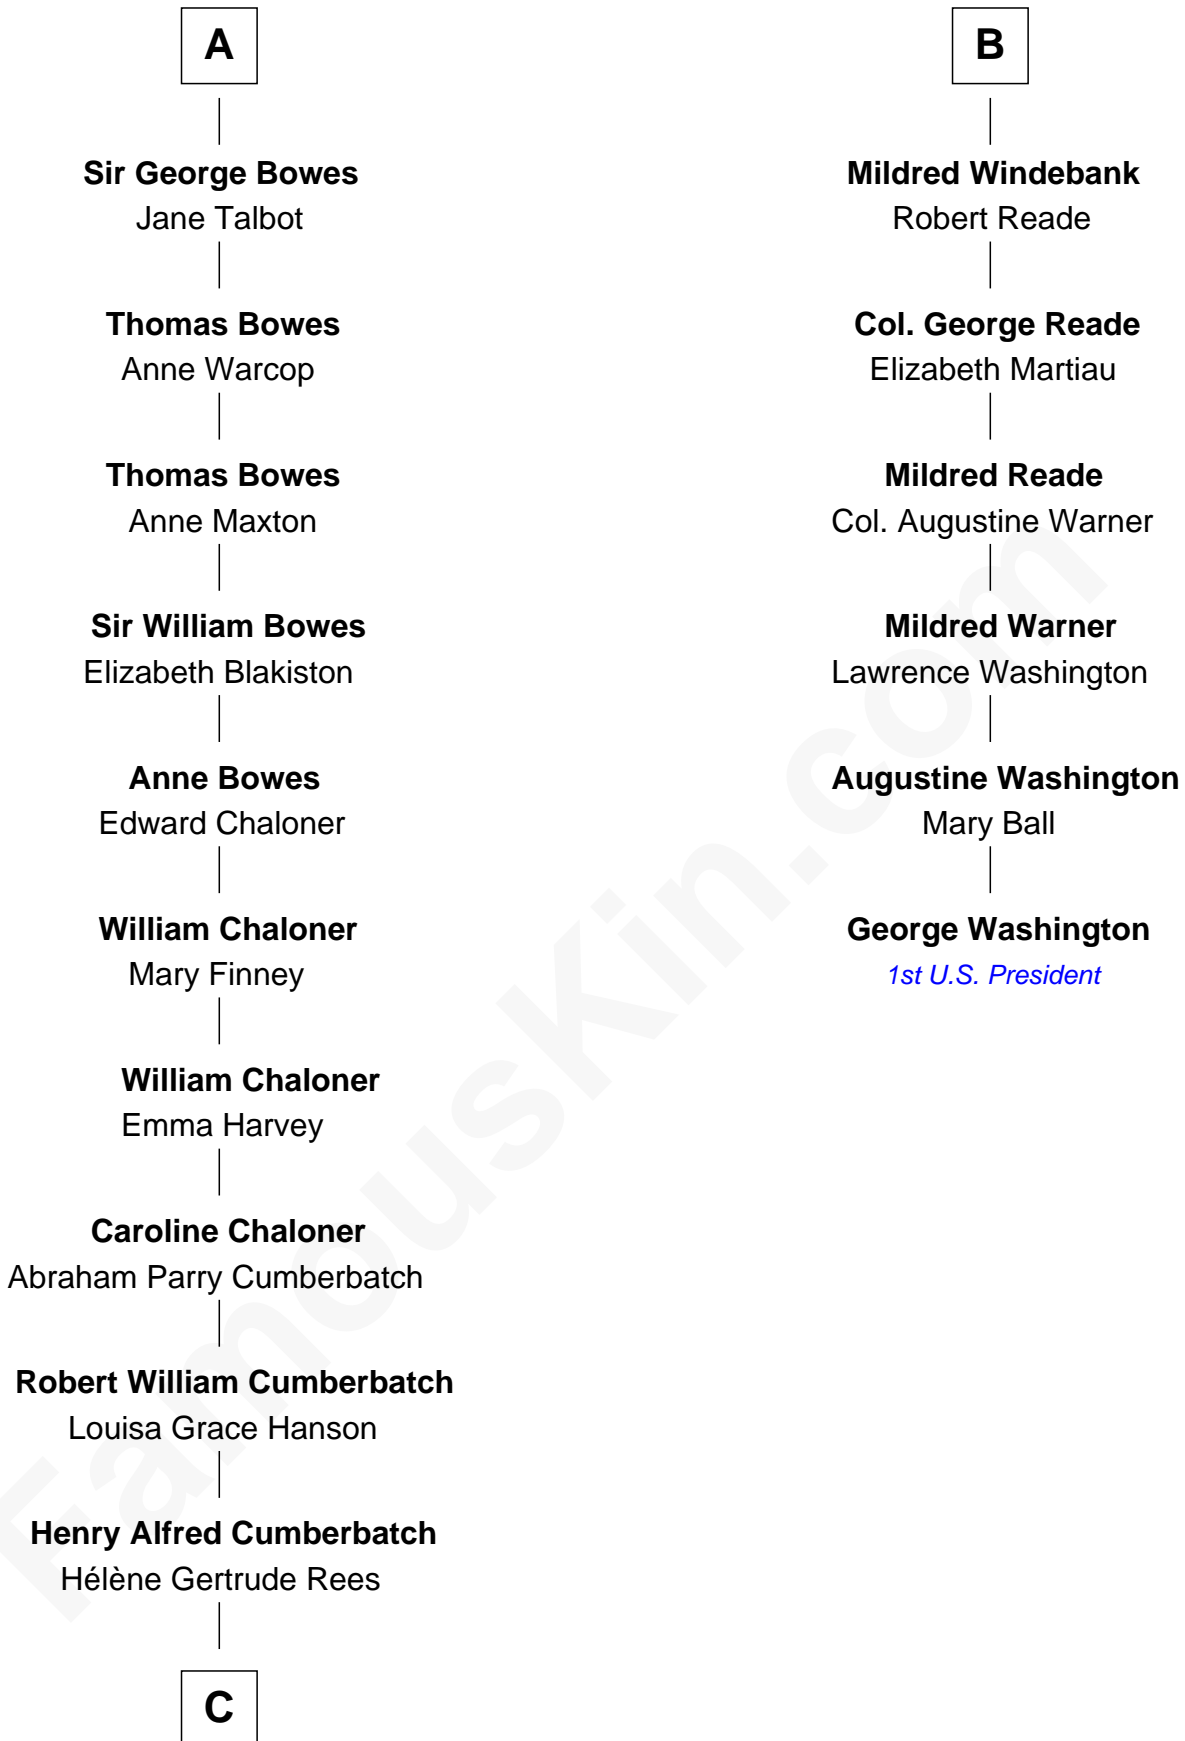 A
Sir George Bowes
Jane Talbot
Thomas Bowes
Anne Warcop
Thomas Bowes
Anne Maxton
Sir William Bowes
Elizabeth Blakiston
Anne Bowes
Edward Chaloner
William Chaloner
Mary Finney
William Chaloner
Emma Harvey
Caroline Chaloner
Abraham Parry Cumberbatch
Robert William Cumberbatch
Louisa Grace Hanson
Henry Alfred Cumberbatch
Hélène Gertrude Rees
C
B
Mildred Windebank
Robert Reade
Col. George Reade
Elizabeth Martiau
Mildred Reade
Col. Augustine Warner
Mildred Warner
Lawrence Washington
Augustine Washington
Mary Ball
George Washington
1st U.S. President
FamousKin.com